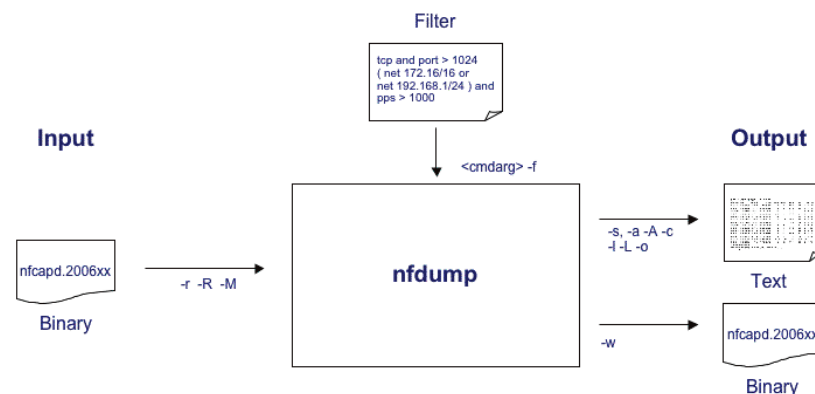 Filter
tcp and port > 1024
( net 172.16/16 or
net 192.168.1/24 ) and
pps > 1000
Input
Output
<cmdarg> -f
-s, -a -A -c
-l -L -o
nfcapd.2006xx
-r -R -M
nfdump
Text
Binary
-w
nfcapd.2006xx
Binary